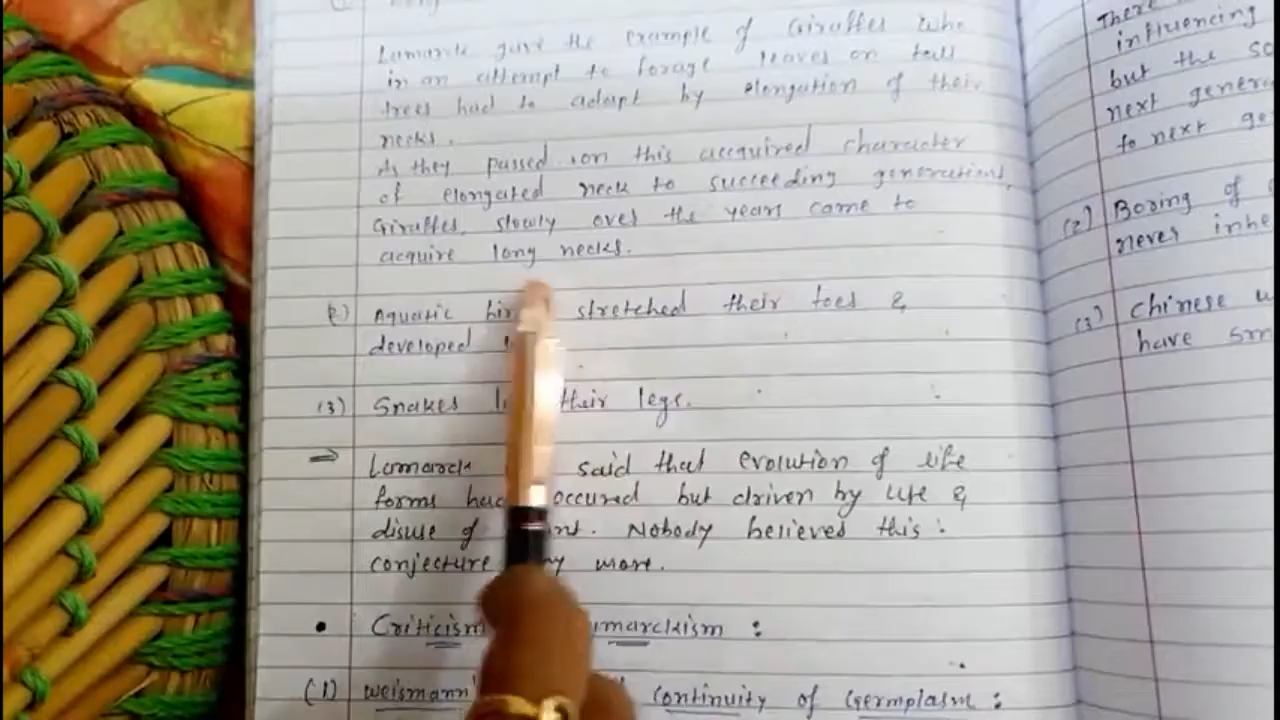 Lamarck gave the example of Giraffes who
in an attempt to forage leaves on tall
trees had to adapt by elongation of their
necks.
As they passed on this accquired character
of elongated neck to succeeding generations,
Giraffes, slowly over the years came to
acquire long necks.
(2) Aquatic stretched their toes &
developed
(3) Snakes their legs.
⇒ Lamarck said that evolution of life
forms had occured but driven by use &
disuse of Nobody believed this
conjecture more.
• Criticism :
(1) Weismann's continuity of Germplasm :
There
influencing
but the
next
to next
(2) Boring of
never
(3) Chinese
have